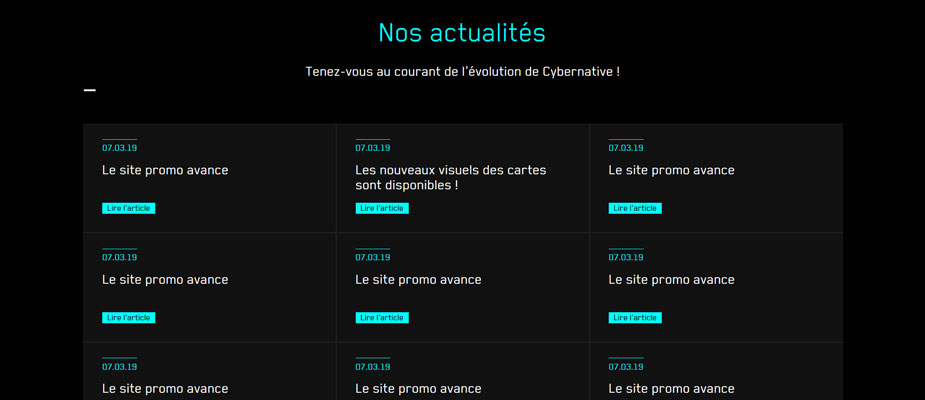 Nos actualités
Tenez-vous au courant de l'évolution de Cybernative !
07.03.19
Le site promo avance
Lire l'article
07.03.19
Les nouveaux visuels des cartes
sont disponibles !
Lire l'article
07.03.19
Le site promo avance
Lire l'article
07.03.19
Le site promo avance
Lire l'article
07.03.19
Le site promo avance
Lire l'article
07.03.19
Le site promo avance
Lire l'article
07.03.19
Le site promo avance
07.03.19
Le site promo avance
07.03.19
Le site promo avance